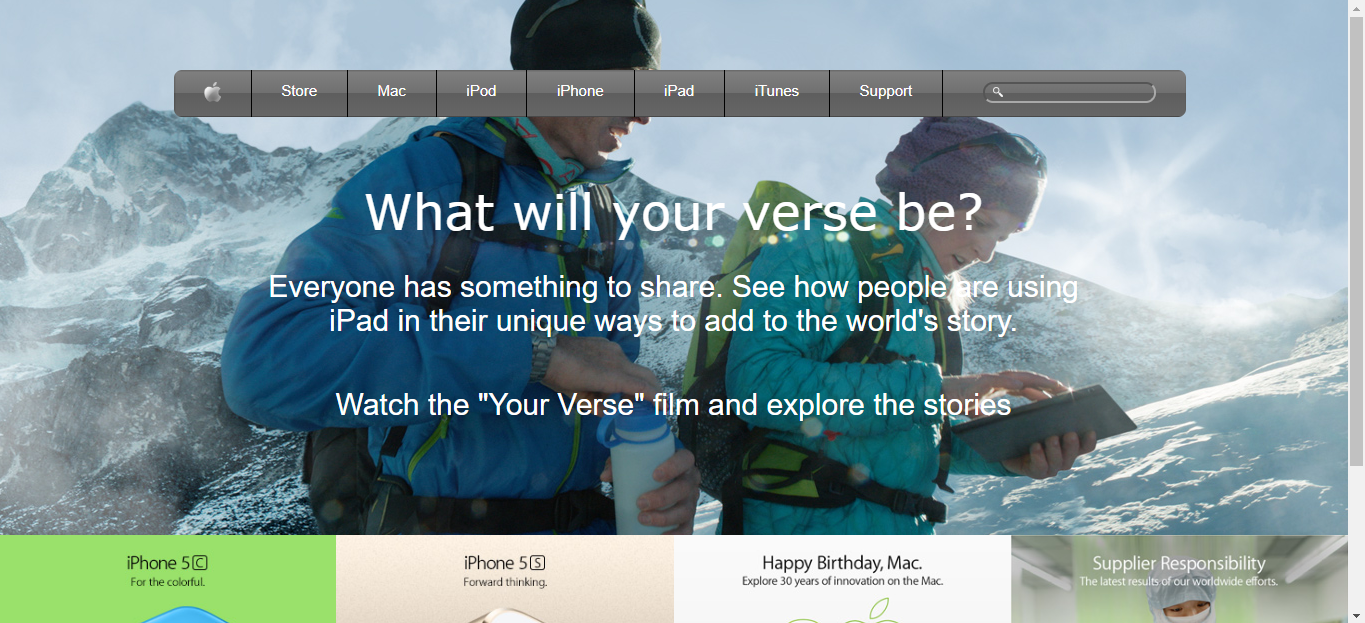 Store Mac iPod iPhone iPad iTunes Support
What will your verse be?
Everyone has something to share. See how people are using
iPad in their unique ways to add to the world's story.
Watch the "Your Verse" film and explore the stories
iPhone 5C
For the colorful.
iPhone 5S
Forward thinking.
Happy Birthday, Mac.
Explore 30 years of innovation on the Mac.
Supplier Responsibility
The latest results of our worldwide efforts.